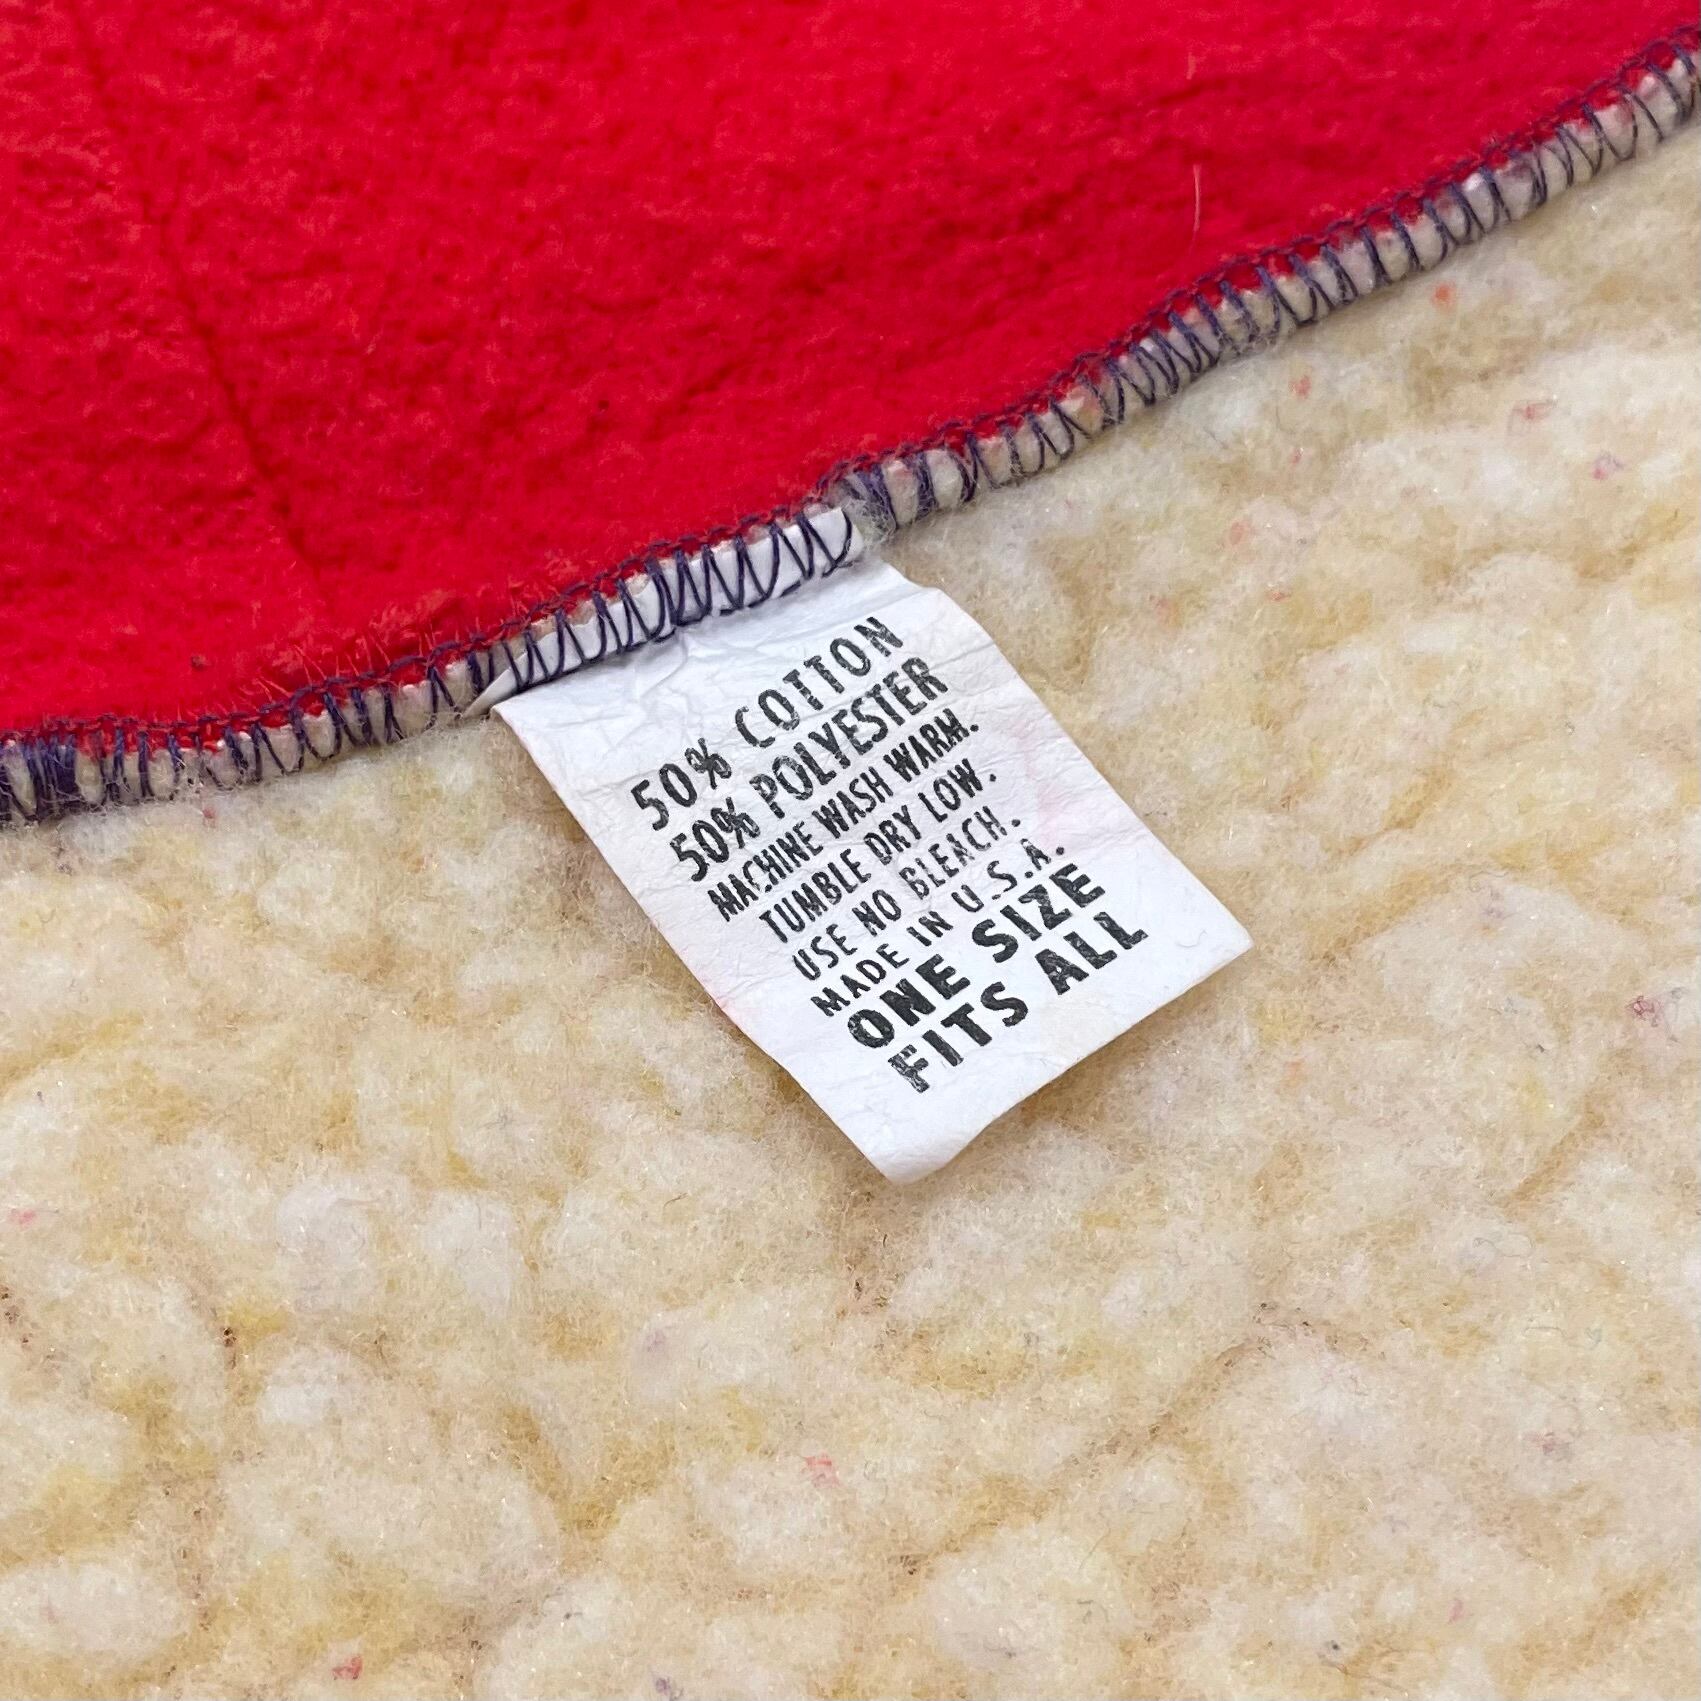 50% COTTON
50% POLYESTER
MACHINE WASH WARM.
TUMBLE DRY LOW.
USE NO BLEACH.
MADE IN U.S.A.
ONE SIZE
FITS ALL